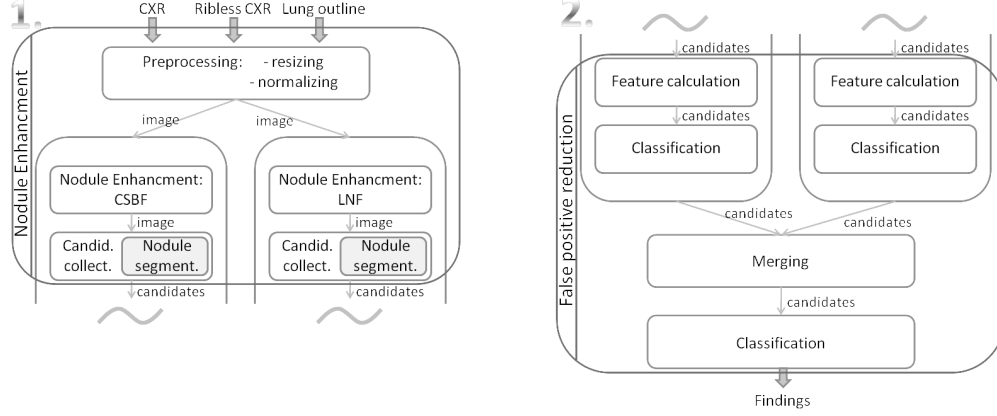 1.
CXR Ribless CXR Lung outline
Nodule Enhancment
Preprocessing: - resizing
- normalizing
image image
Nodule Enhancment:
CSBF
image
Candid.
collect.
Nodule
segment.
candidates
Nodule Enhancment:
LNF
image
Candid.
collect.
Nodule
segment.
candidates
2.
False positive reduction
candidates
Feature calculation
candidates
Classification
candidates
candidates
Feature calculation
candidates
Classification
candidates
Merging
candidates
Classification
Findings